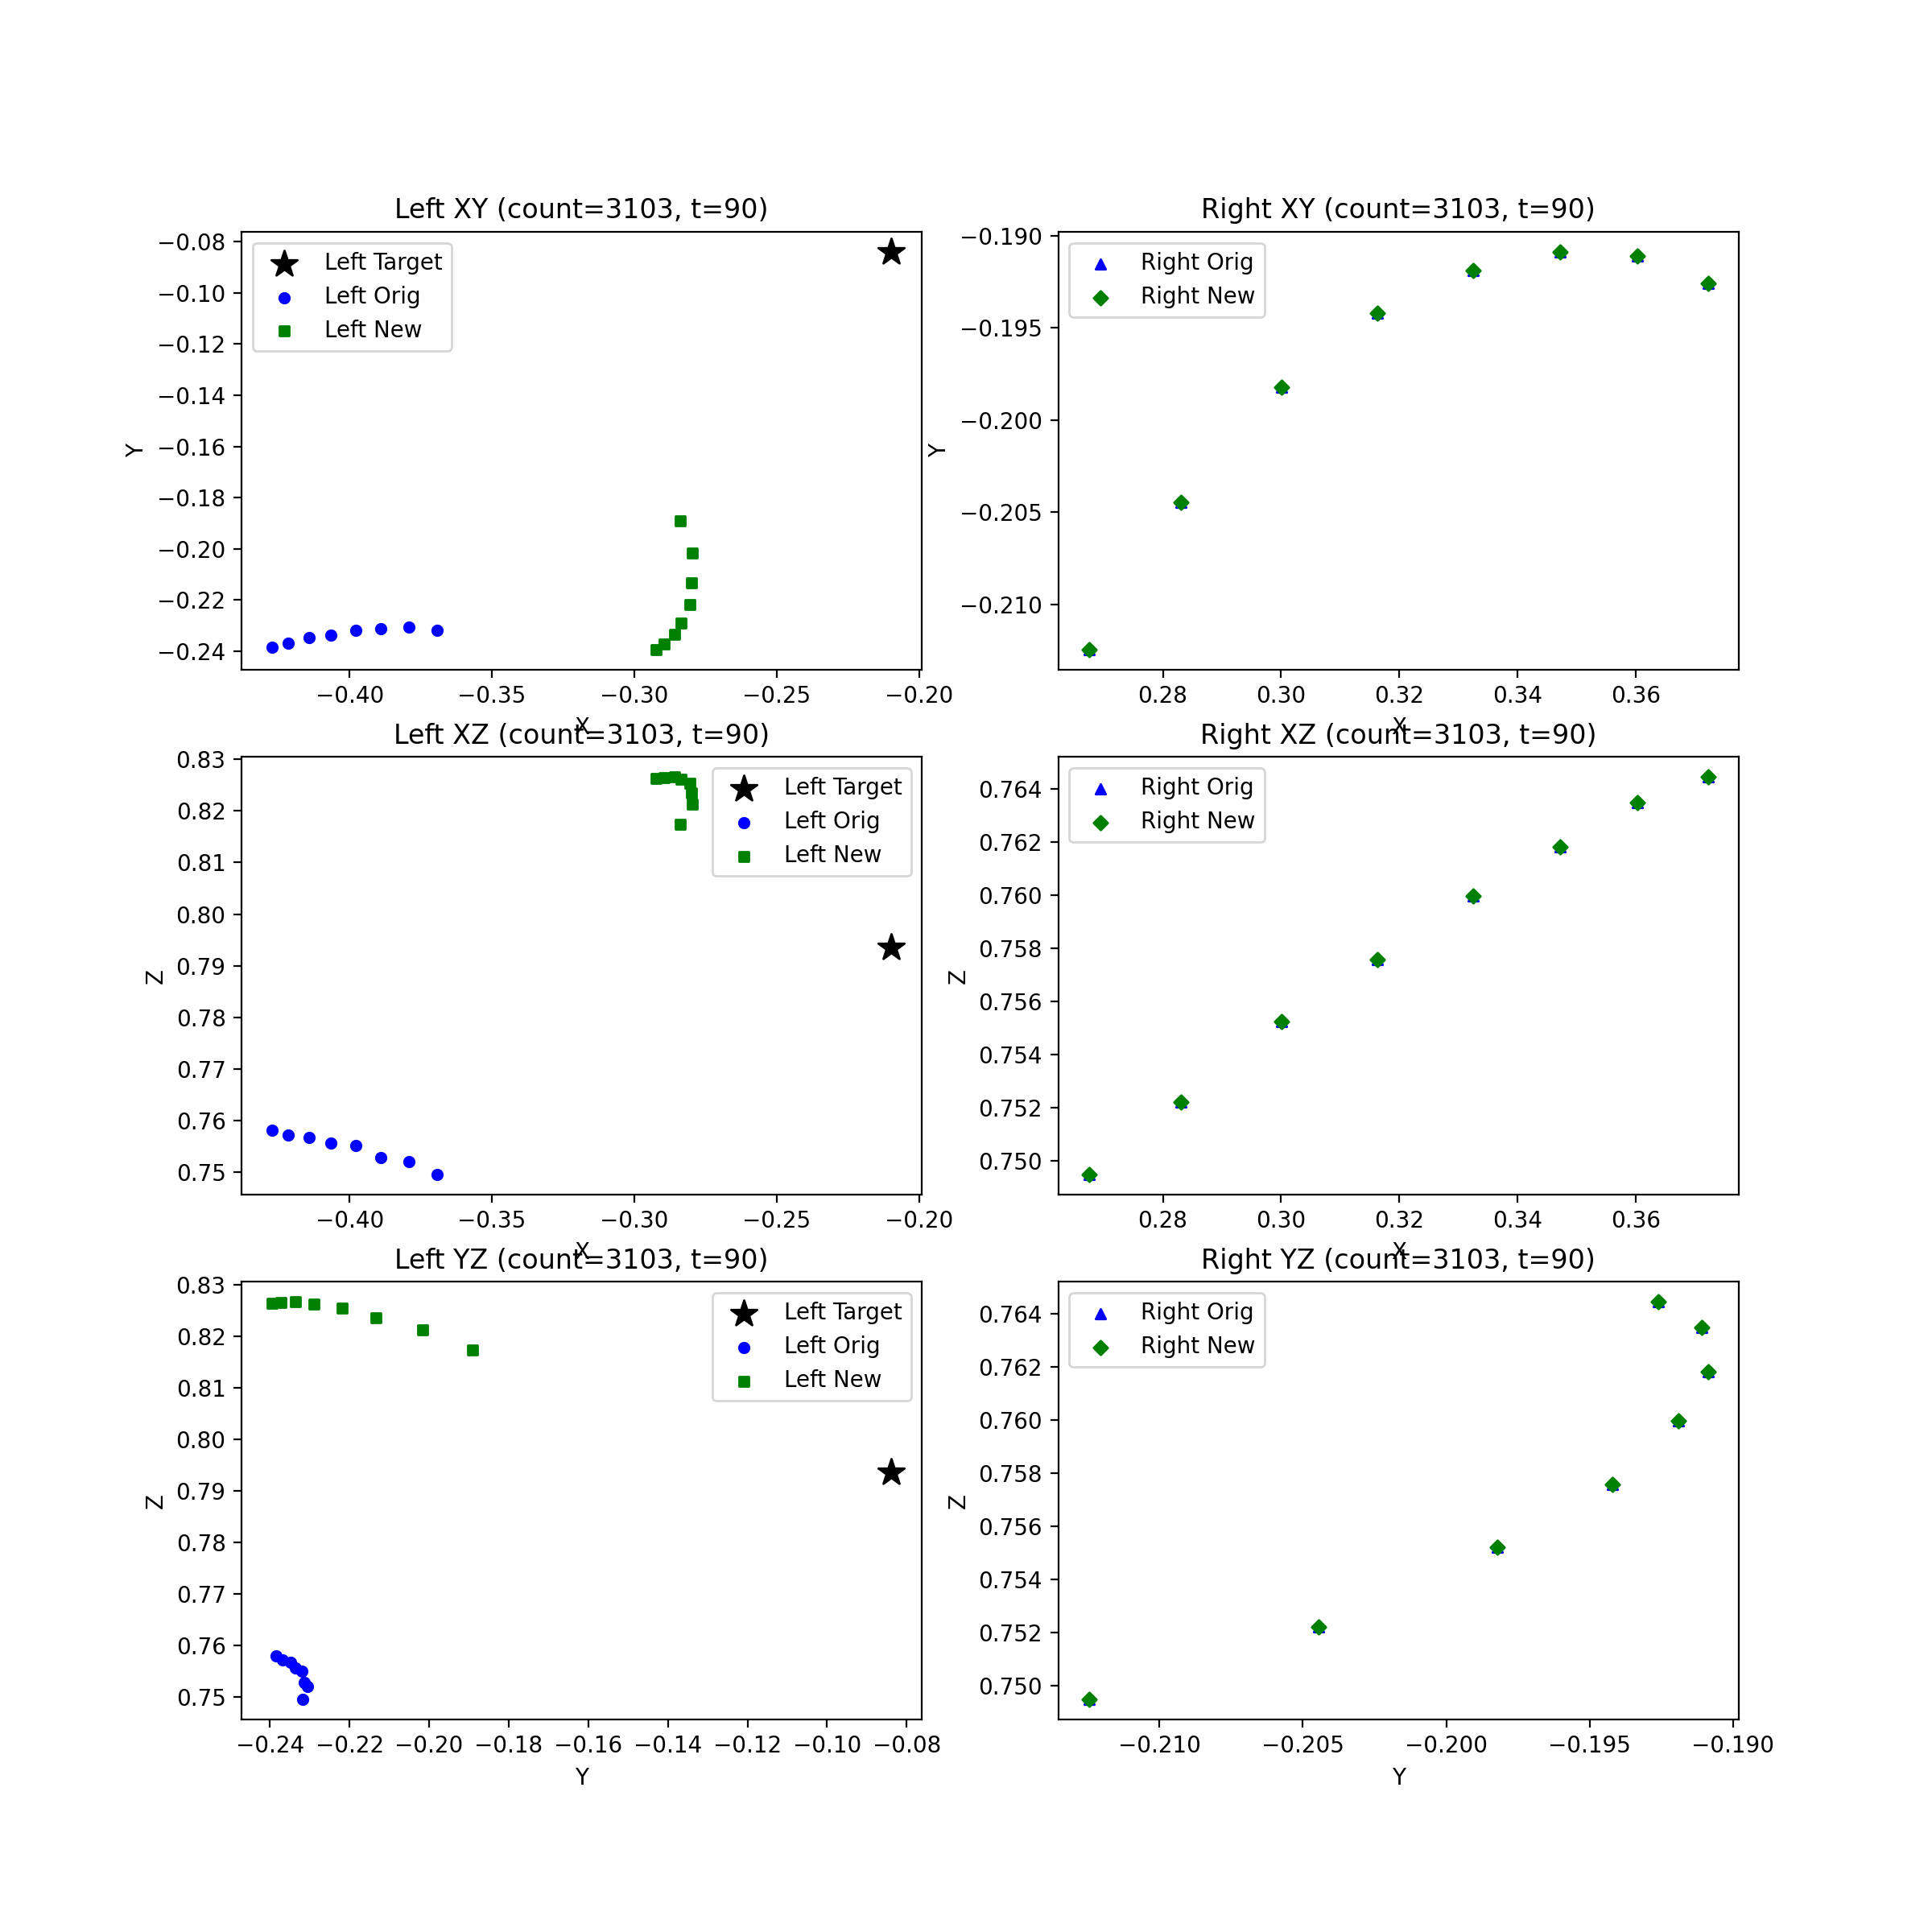 Left XY (count=3103, t=90)
Left Target
Left Orig
Left New
Y
−0.08
−0.10
−0.12
−0.14
−0.16
−0.18
−0.20
−0.22
−0.24
−0.40
−0.35
−0.30
−0.25
−0.20
X
Right XY (count=3103, t=90)
Right Orig
Right New
Y
−0.190
−0.195
−0.200
−0.205
−0.210
0.28
0.30
0.32
0.34
0.36
X
Left XZ (count=3103, t=90)
Left Target
Left Orig
Left New
Z
0.83
0.82
0.81
0.80
0.79
0.78
0.77
0.76
0.75
−0.40
−0.35
−0.30
−0.25
−0.20
X
Right XZ (count=3103, t=90)
Right Orig
Right New
Z
0.764
0.762
0.760
0.758
0.756
0.754
0.752
0.750
0.28
0.30
0.32
0.34
0.36
X
Left YZ (count=3103, t=90)
Left Target
Left Orig
Left New
Z
0.83
0.82
0.81
0.80
0.79
0.78
0.77
0.76
0.75
−0.24
−0.22
−0.20
−0.18
−0.16
−0.14
−0.12
−0.10
−0.08
Y
Right YZ (count=3103, t=90)
Right Orig
Right New
Z
0.764
0.762
0.760
0.758
0.756
0.754
0.752
0.750
−0.210
−0.205
−0.200
−0.195
−0.190
Y